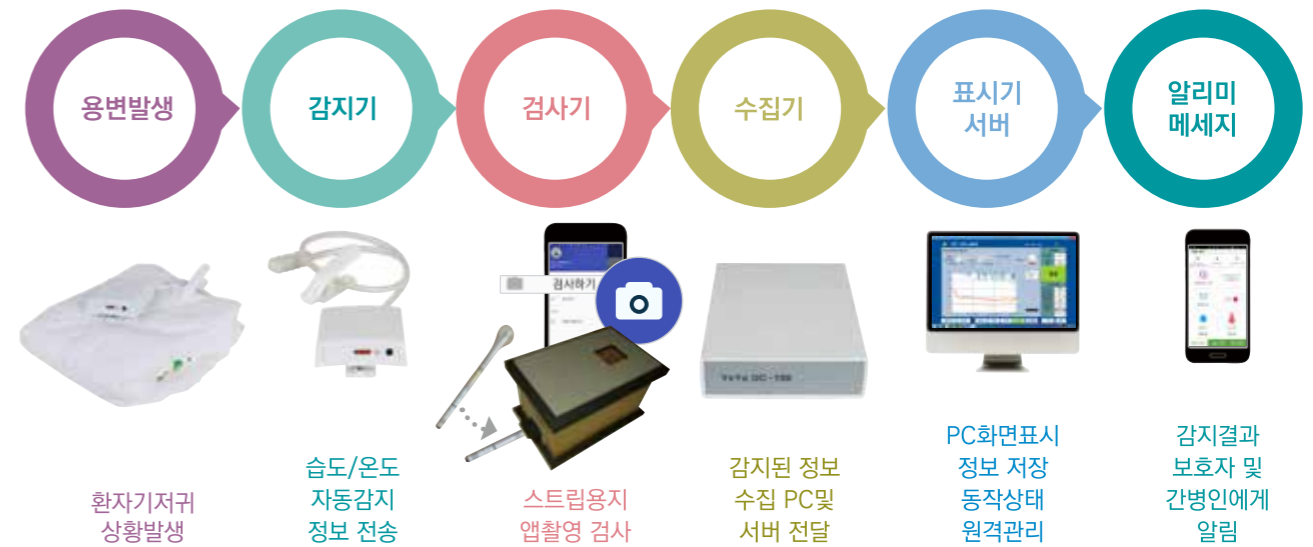 용변발생
감지기
검사기
수집기
표시기
서버
알리미
메세지
검사하기
YoYo DC-100
환자기저귀
상황발생
습도/온도
자동감지
정보 전송
스트립용지
앱촬영 검사
감지된 정보
수집 PC및
서버 전달
PC화면표시
정보 저장
동작상태
원격관리
감지결과
보호자 및
간병인에게
알림